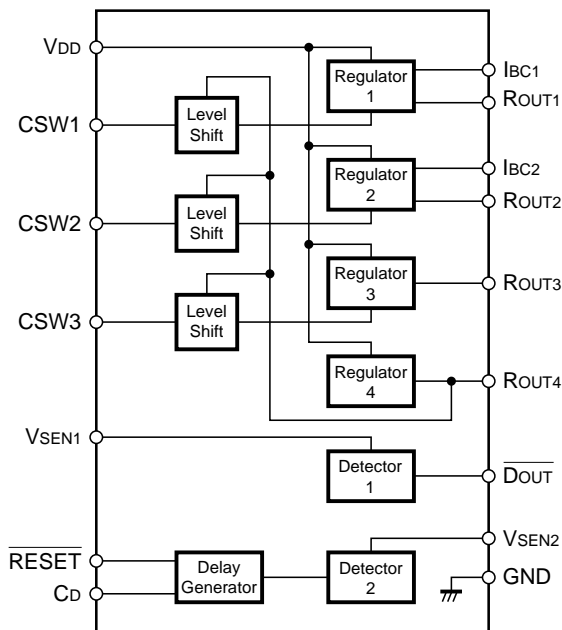 VDD
CSW1
CSW2
CSW3
VSEN1
RESET
CD
Level
Shift
Level
Shift
Level
Shift
Delay
Generator
Regulator
1
Regulator
2
Regulator
3
Regulator
4
Detector
1
Detector
2
IBC1
ROUT1
IBC2
ROUT2
ROUT3
ROUT4
DOUT
VSEN2
GND